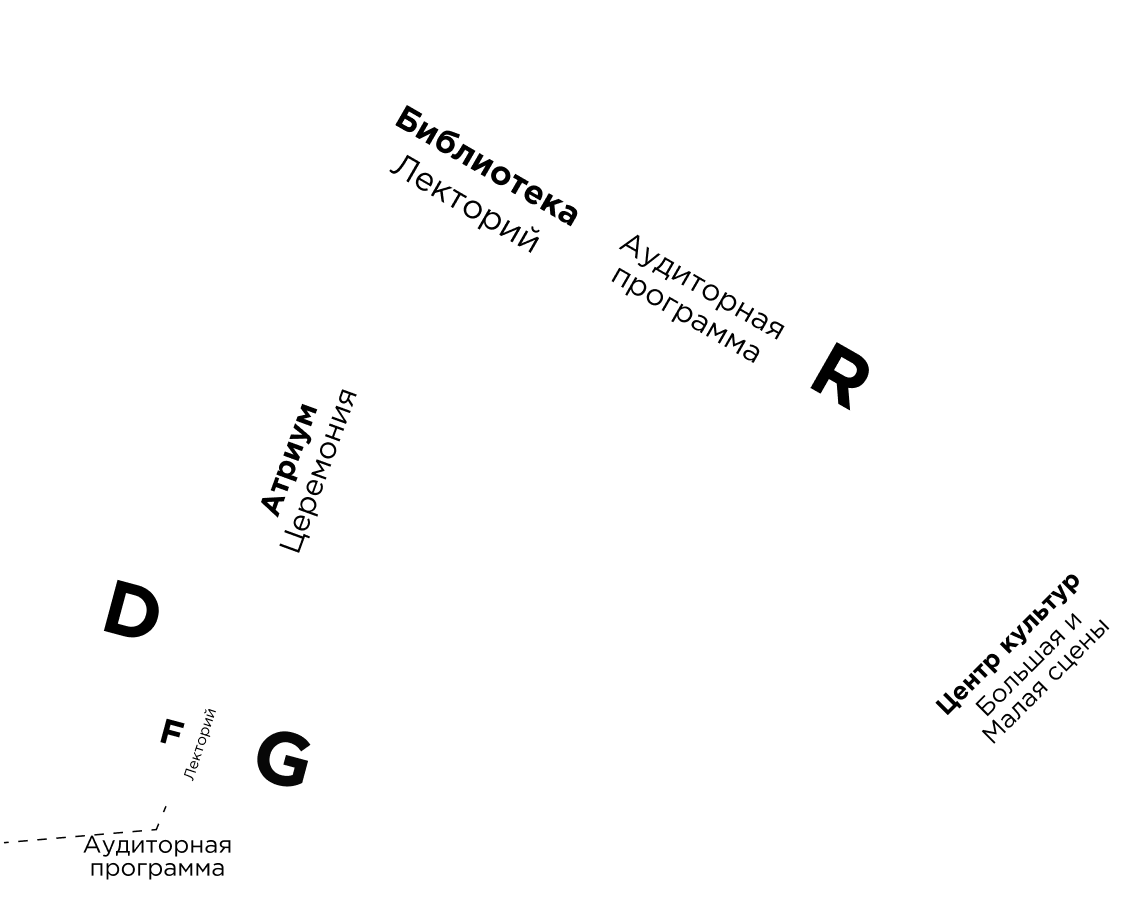 Библиотека
Лекторий
Аудиторная
программа
R
Атриум
Церемония
D
Центр культур
Большая и
Малая сцены
F
Лекторий
G
Аудиторная
программа